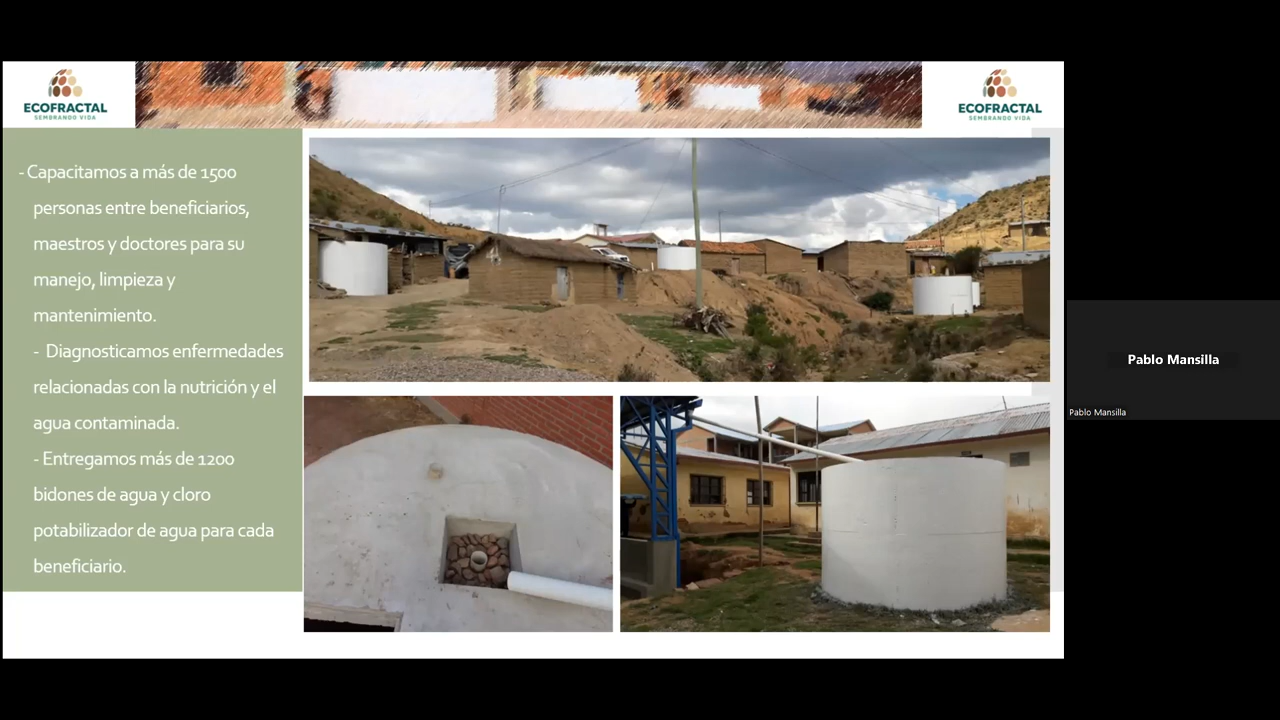 ECOFRACTAL
SEMBRANDO VIDA
ECOFRACTAL
SEMBRANDO VIDA
- Capacitamos a más de 1500
personas entre beneficiarios,
maestros y doctores para su
manejo, limpieza y
mantenimiento.
- Diagnosticamos enfermedades
relacionadas con la nutrición y el
agua contaminada.
- Entregamos más de 1200
bidones de agua y cloro
potabilizador de agua para cada
beneficiario.
Pablo Mansilla
Pablo Mansilla